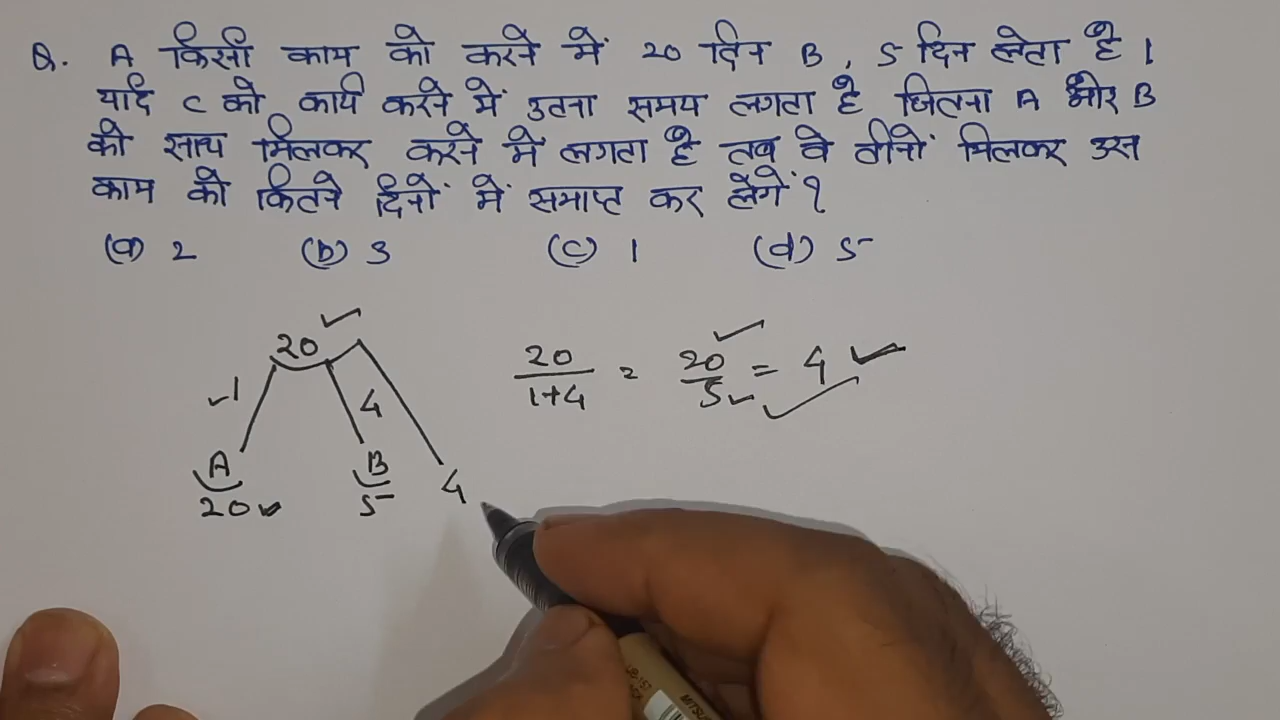 Q. A किसी काम को करने में 20 दिन B, 5 दिन लेता है।
यदि C को कार्य करने में उतना समय लगता है जितना A और B
को साथ मिलकर करने में लगता है तब वे तीनों मिलकर उस
काम को कितने दिनों में समाप्त कर लेंगें ?
(a) 2 (b) 3 (c) 1 (d) 5
20
1 4
A B
20 5 4
20/1+4 = 20/5 = 4